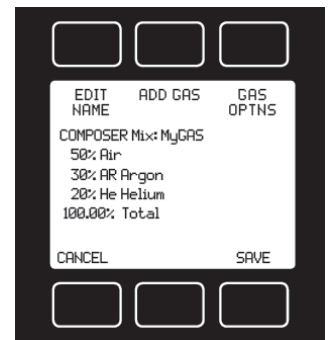 EDIT NAME ADD GAS GAS OPTNS
COMPOSER Mix: MyGAS
50% Air
30% AR Argon
20% He Helium
100.00% Total
CANCEL SAVE